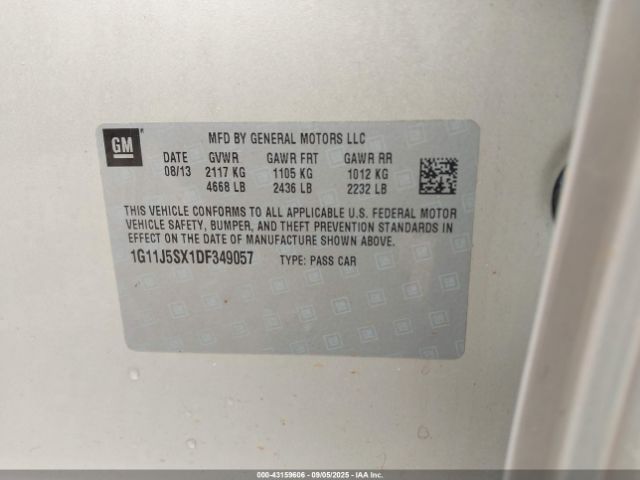 GM
MFD BY GENERAL MOTORS LLC
DATE GVWR GAWR FRT GAWR RR
08/13 2117 KG 1105 KG 1012 KG
4668 LB 2436 LB 2232 LB
THIS VEHICLE CONFORMS TO ALL APPLICABLE U.S. FEDERAL MOTOR
VEHICLE SAFETY, BUMPER, AND THEFT PREVENTION STANDARDS IN
EFFECT ON THE DATE OF MANUFACTURE SHOWN ABOVE.
1G11J5SX1DF349057 TYPE: PASS CAR
000-43159606 - 09/05/2025 - IAA Inc.